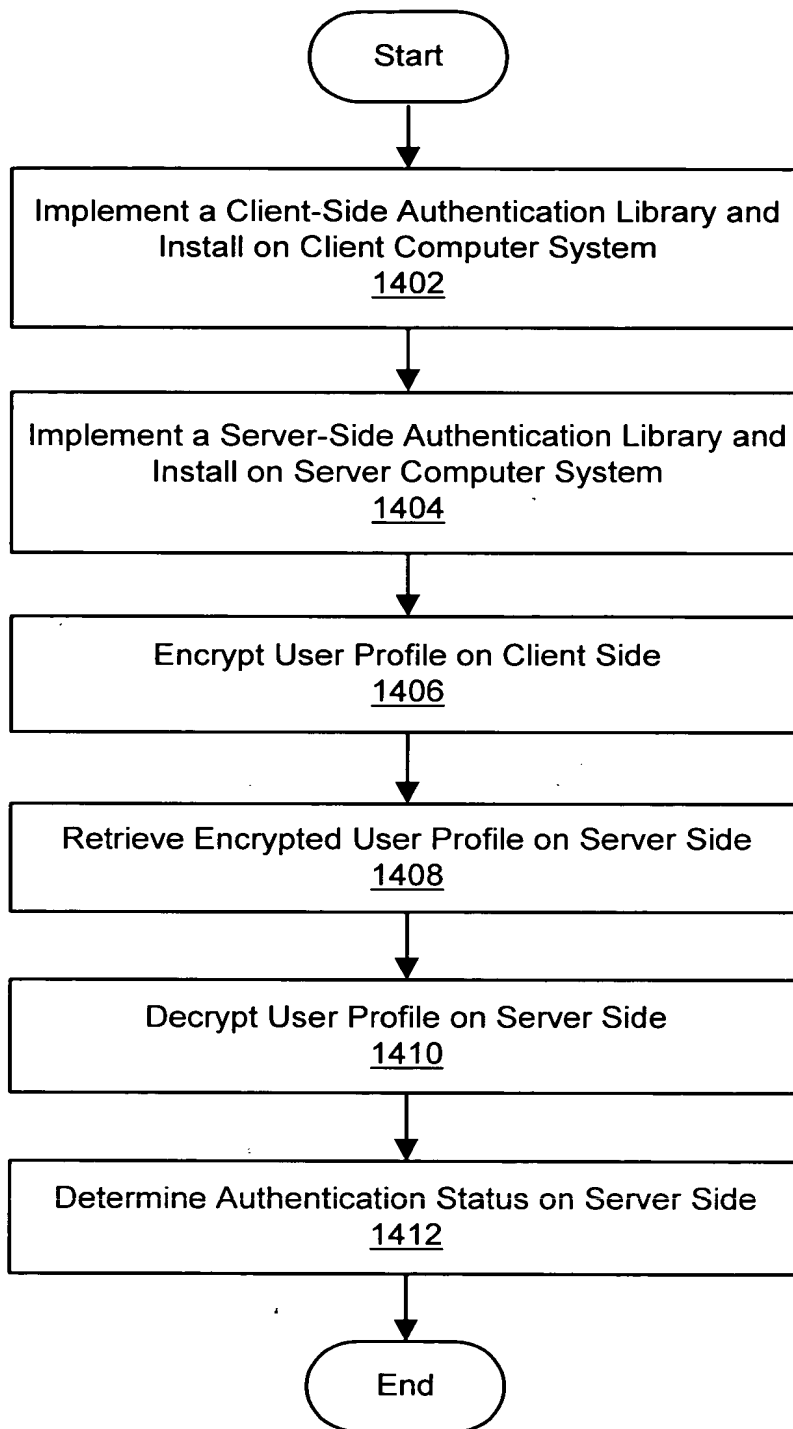 Start
Implement a Client-Side Authentication Library and
Install on Client Computer System
1402
Implement a Server-Side Authentication Library and
Install on Server Computer System
1404
Encrypt User Profile on Client Side
1406
Retrieve Encrypted User Profile on Server Side
1408
Decrypt User Profile on Server Side
1410
Determine Authentication Status on Server Side
1412
End